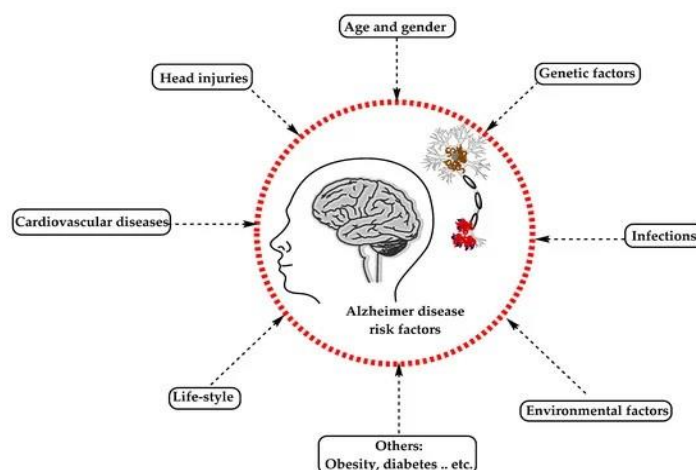 Age and gender
Head injuries
Genetic factors
Cardiovascular diseases
Infections
Alzheimer disease
risk factors
Life-style
Environmental factors
Others:
Obesity, diabetes .. etc.